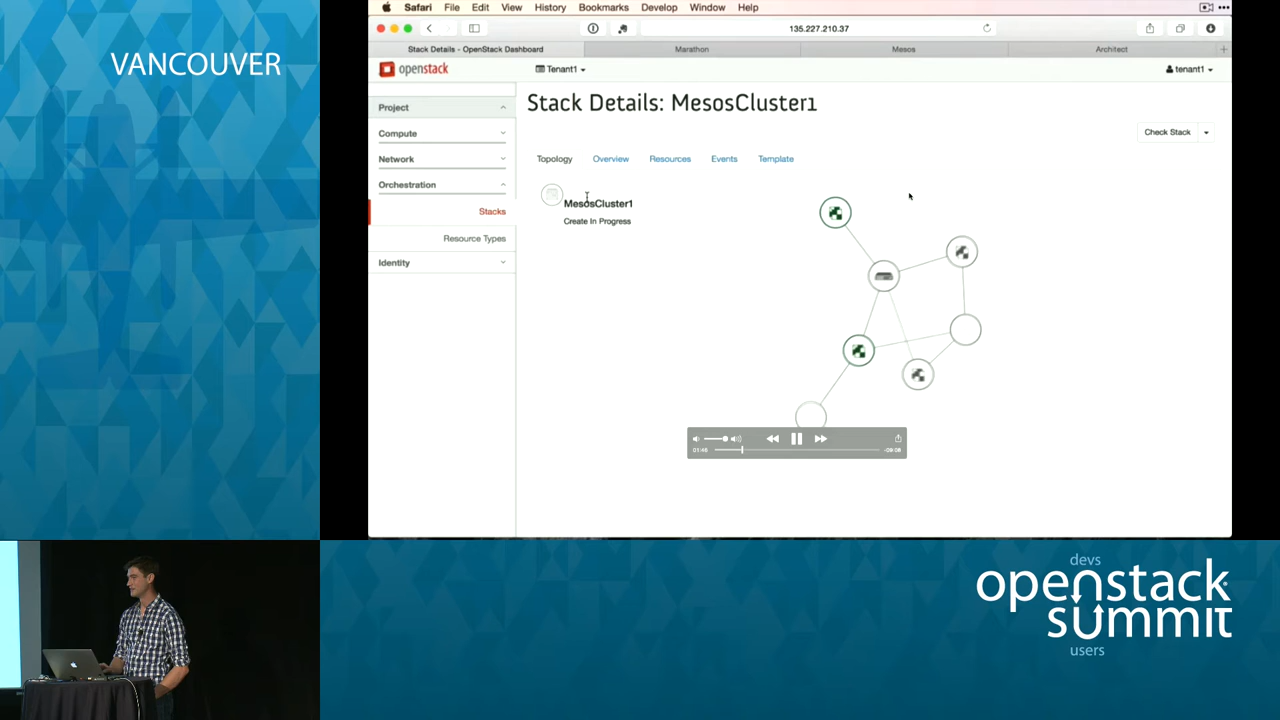 VANCOUVER
Safari File Edit View History Bookmarks Develop Window Help
135.227.210.37
Stack Details - OpenStack Dashboard Marathon Mesos Architect
openstack Tenant1 tenant1
Project
Compute
Network
Orchestration
Stacks
Resource Types
Identity
Stack Details: MesosCluster1
Check Stack
Topology Overview Resources Events Template
MesosCluster1
Create In Progress
devs
openstack
summit
users